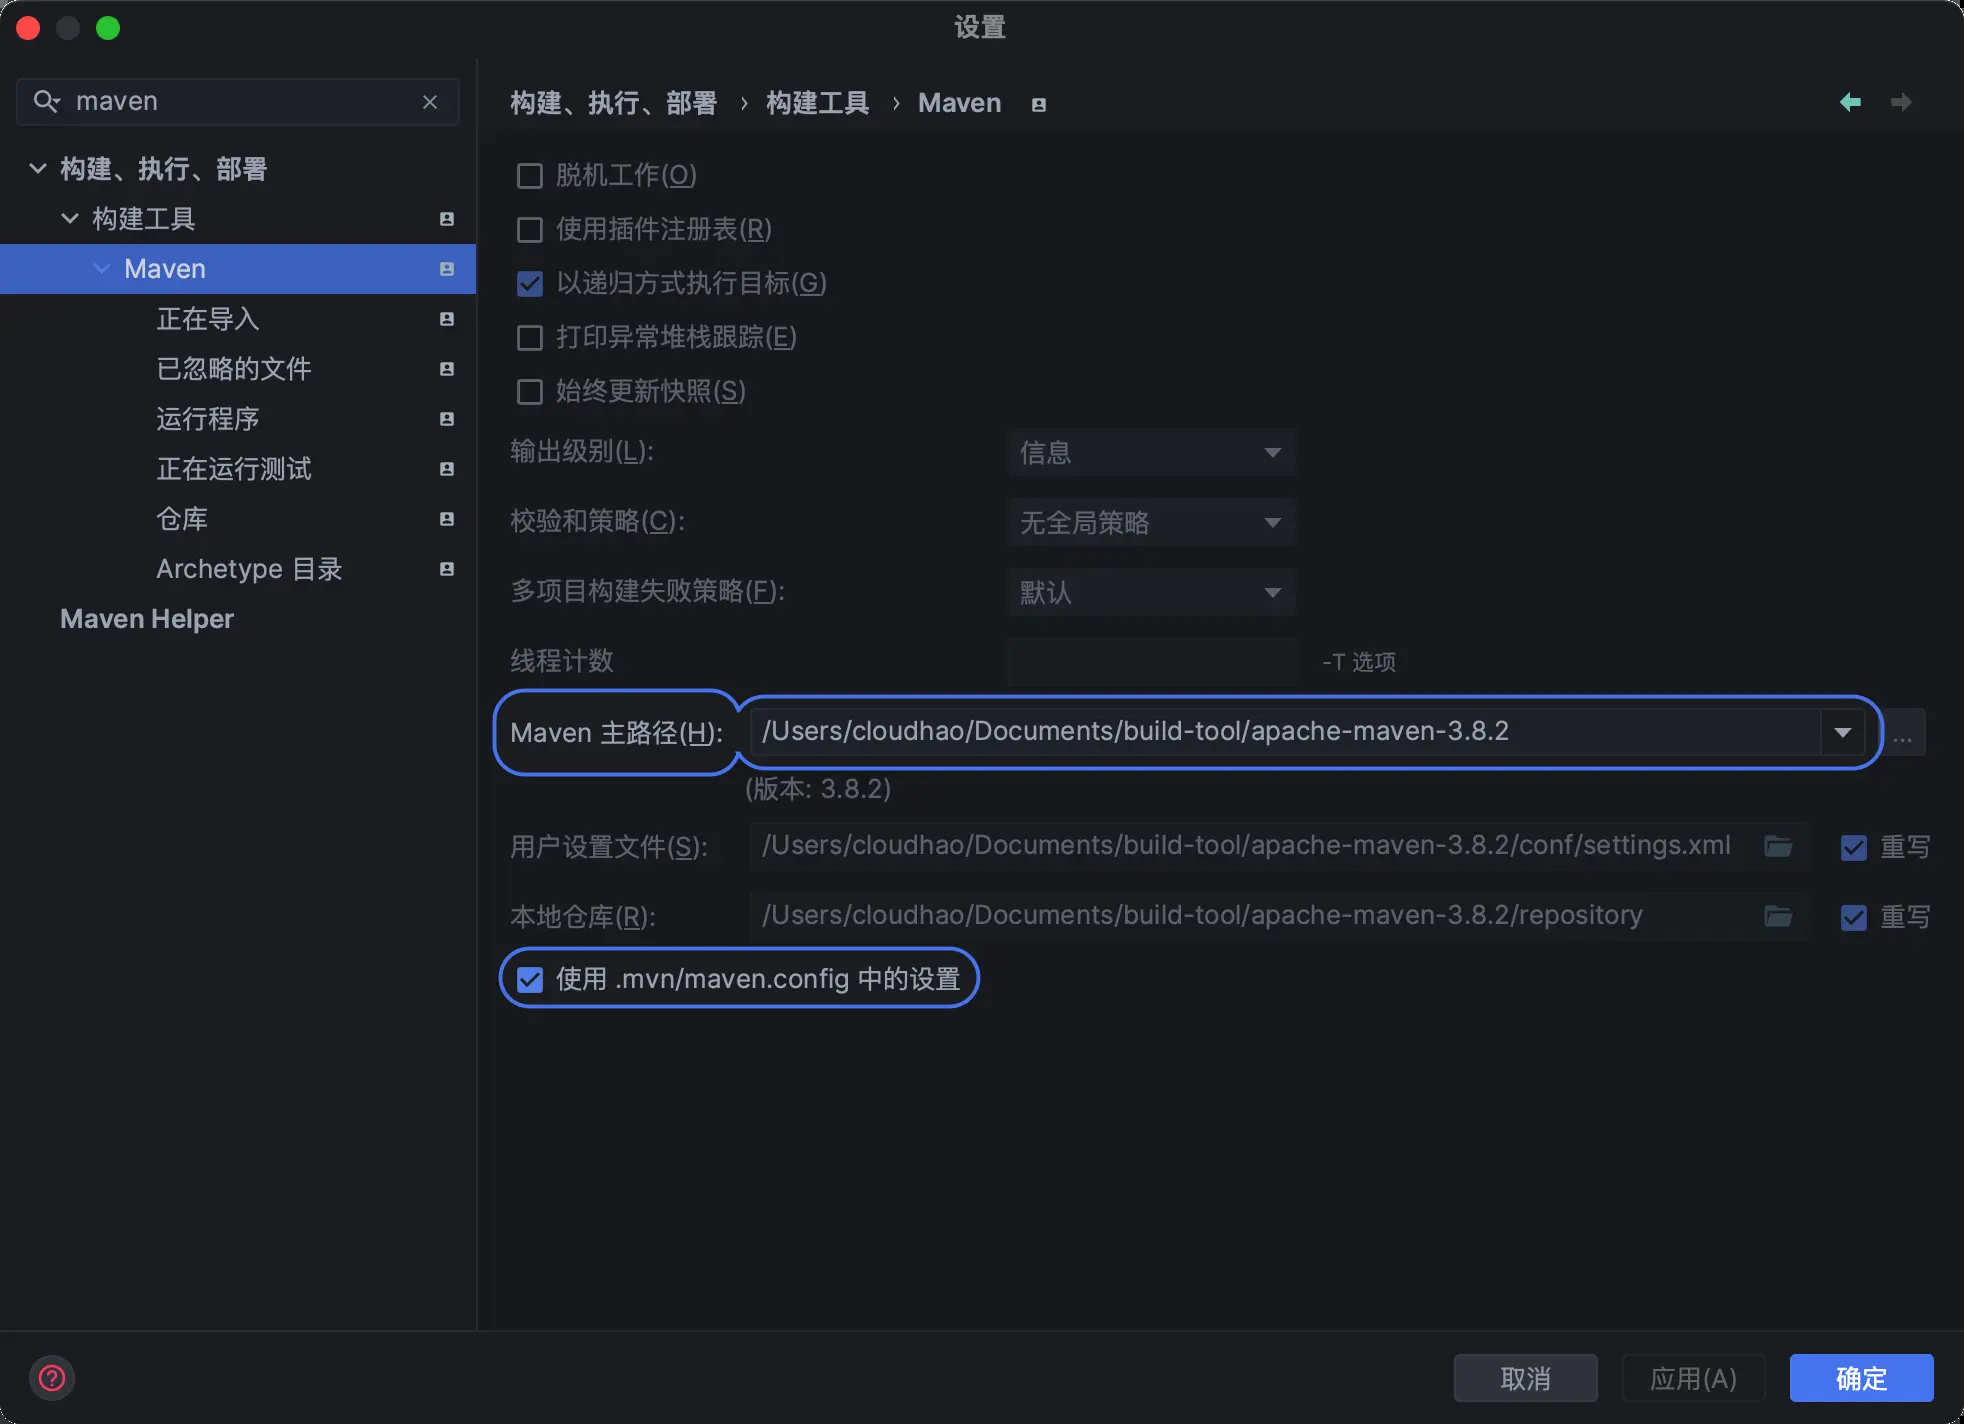 设置
maven
构建、执行、部署
构建工具
Maven
正在导入
已忽略的文件
运行程序
正在运行测试
仓库
Archetype 目录
Maven Helper
构建、执行、部署 › 构建工具 › Maven
脱机工作(O)
使用插件注册表(R)
以递归方式执行目标(G)
打印异常堆栈跟踪(E)
始终更新快照(S)
输出级别(L): 信息
校验和策略(C): 无全局策略
多项目构建失败策略(F): 默认
线程计数 -T 选项
Maven 主路径(H): /Users/cloudhao/Documents/build-tool/apache-maven-3.8.2 ...
(版本: 3.8.2)
用户设置文件(S): /Users/cloudhao/Documents/build-tool/apache-maven-3.8.2/conf/settings.xml 重写
本地仓库(R): /Users/cloudhao/Documents/build-tool/apache-maven-3.8.2/repository 重写
使用 .mvn/maven.config 中的设置
? 取消 应用(A) 确定